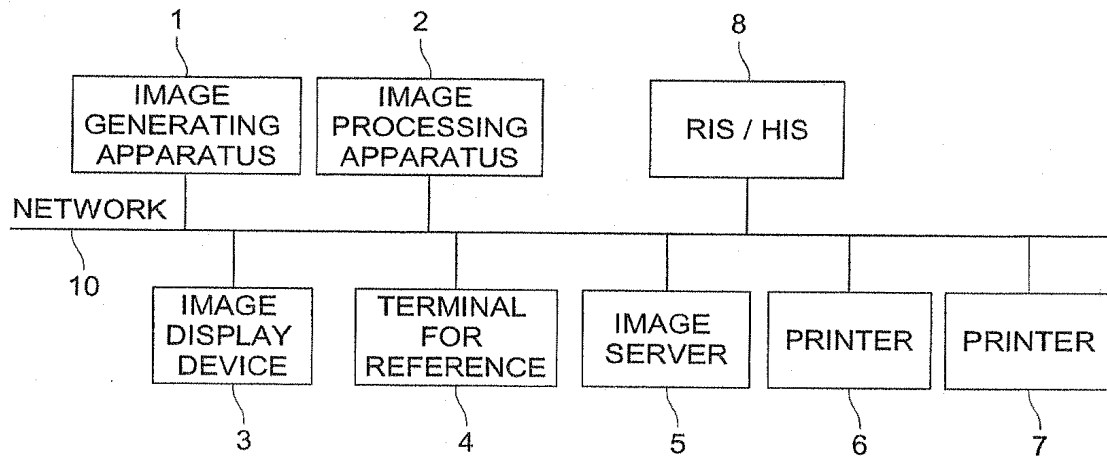 1
2
8
IMAGE
GENERATING
APPARATUS
IMAGE
PROCESSING
APPARATUS
RIS / HIS
NETWORK
10
IMAGE
DISPLAY
DEVICE
TERMINAL
FOR
REFERENCE
IMAGE
SERVER
PRINTER
PRINTER
3
4
5
6
7